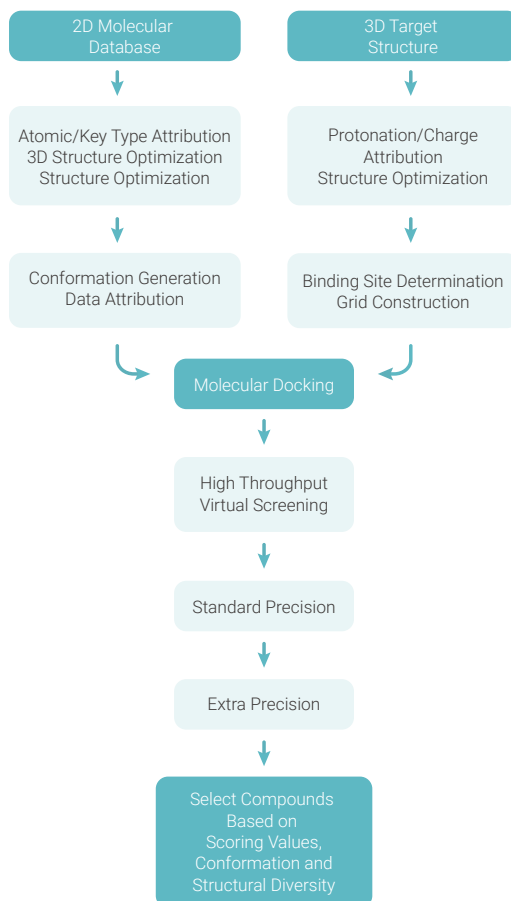 2D Molecular
Database
3D Target
Structure
Atomic/Key Type Attribution
3D Structure Optimization
Structure Optimization
Protonation/Charge
Attribution
Structure Optimization
Conformation Generation
Data Attribution
Binding Site Determination
Grid Construction
Molecular Docking
High Throughput
Virtual Screening
Standard Precision
Extra Precision
Select Compounds
Based on
Scoring Values,
Conformation and
Structural Diversity